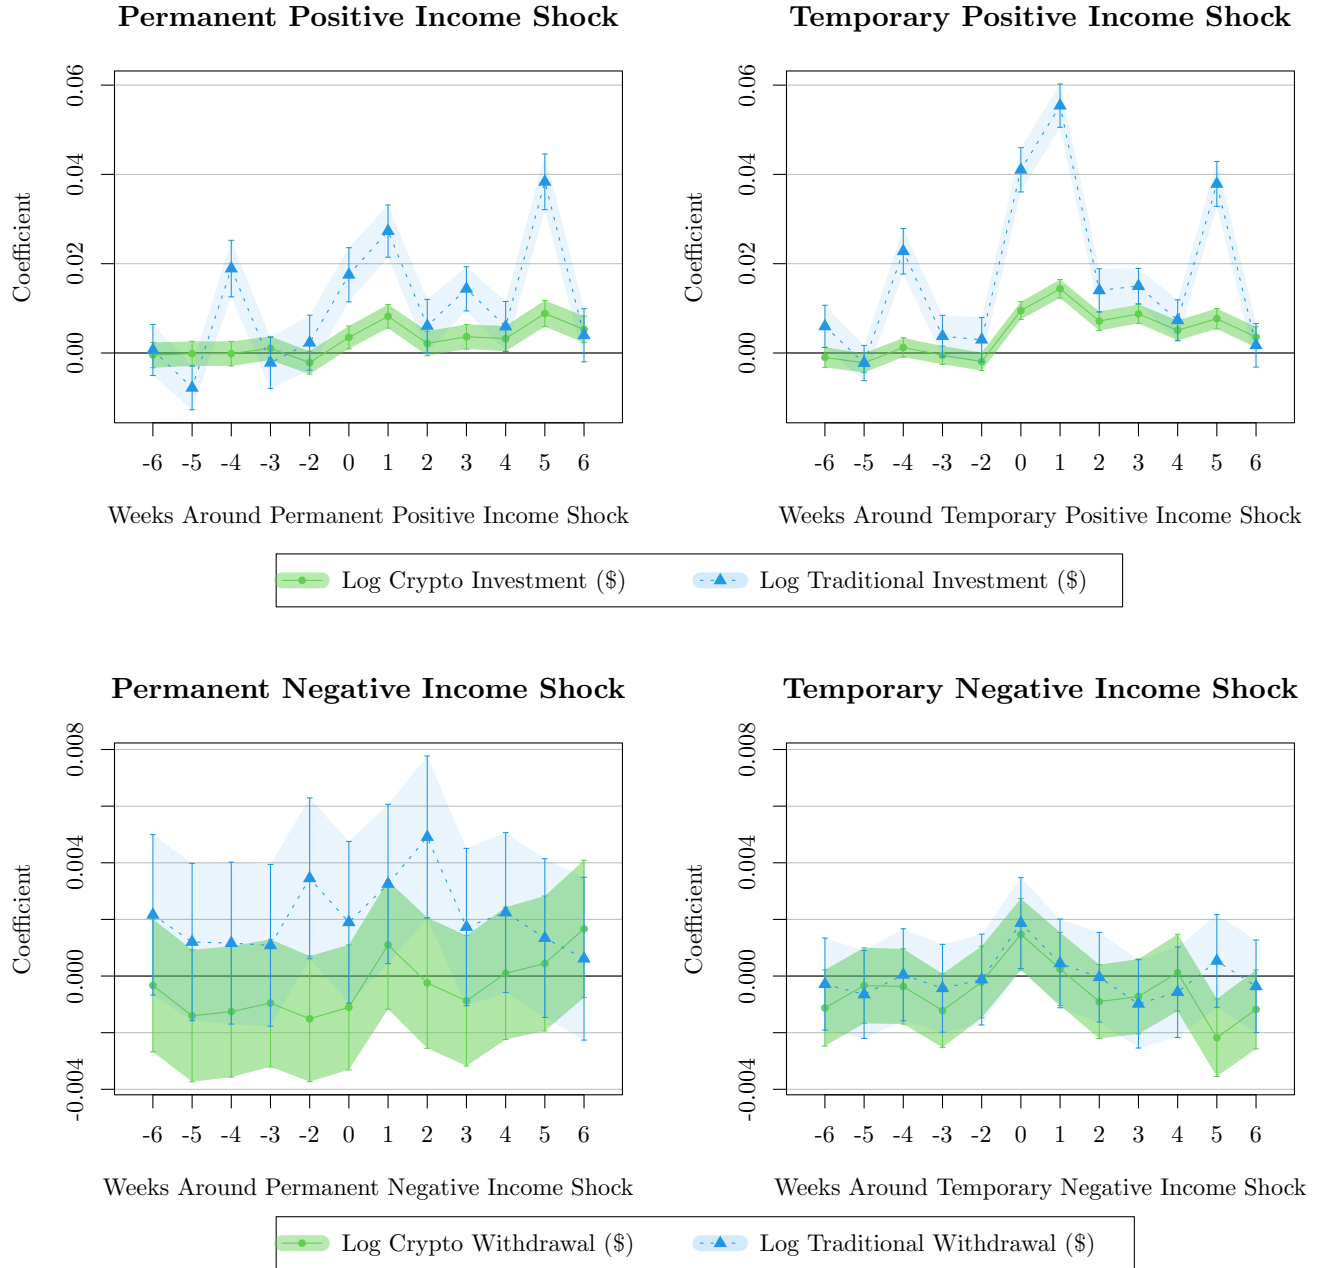 Permanent Positive Income Shock
Coefficient
0.06
0.04
0.02
0.00
-6 -5 -4 -3 -2 0 1 2 3 4 5 6
Weeks Around Permanent Positive Income Shock
Temporary Positive Income Shock
Coefficient
0.06
0.04
0.02
0.00
-6 -5 -4 -3 -2 0 1 2 3 4 5 6
Weeks Around Temporary Positive Income Shock
Log Crypto Investment ($) Log Traditional Investment ($)
Permanent Negative Income Shock
Coefficient
0.008
0.004
0.000
-0.004
-6 -5 -4 -3 -2 0 1 2 3 4 5 6
Weeks Around Permanent Negative Income Shock
Temporary Negative Income Shock
Coefficient
0.008
0.004
0.000
-0.004
-6 -5 -4 -3 -2 0 1 2 3 4 5 6
Weeks Around Temporary Negative Income Shock
Log Crypto Withdrawal ($) Log Traditional Withdrawal ($)